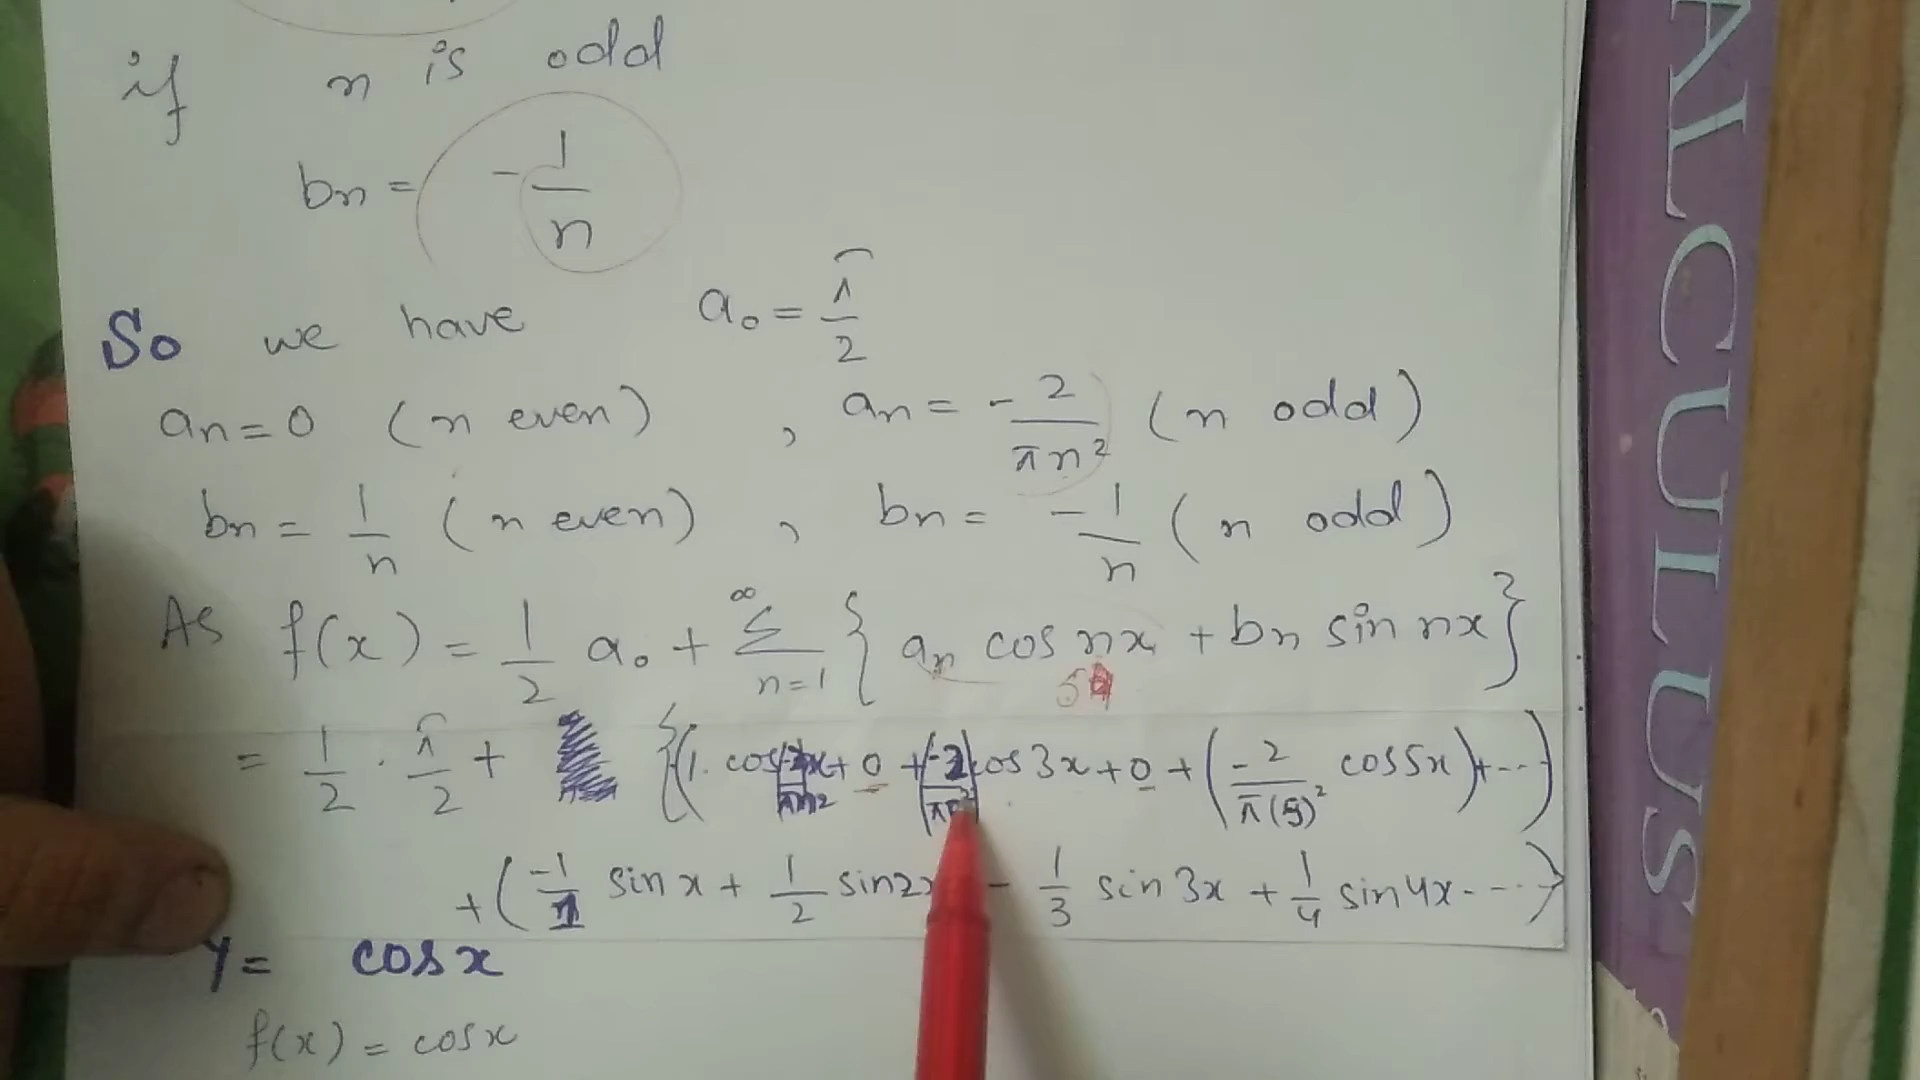 if n is odd
bn = - 1/n
So we have a₀ = π/2
an = 0 (n even) , an = - 2/πn² (n odd)
bn = 1/n (n even) , bn = - 1/n (n odd)
As f(x) = 1/2 a₀ + ∞ Σ n=1 { an cos nx + bn sin nx }
= 1/2 · π/2 + {(1. cos x + 0 + (-2/π) cos 3x + 0 + (-2/π(5)² cos 5x) + ---)
+ ( -1/1 sin x + 1/2 sin 2x - 1/3 sin 3x + 1/4 sin 4x ---)}
Y = cos x
f(x) = cos x
ALCULUS